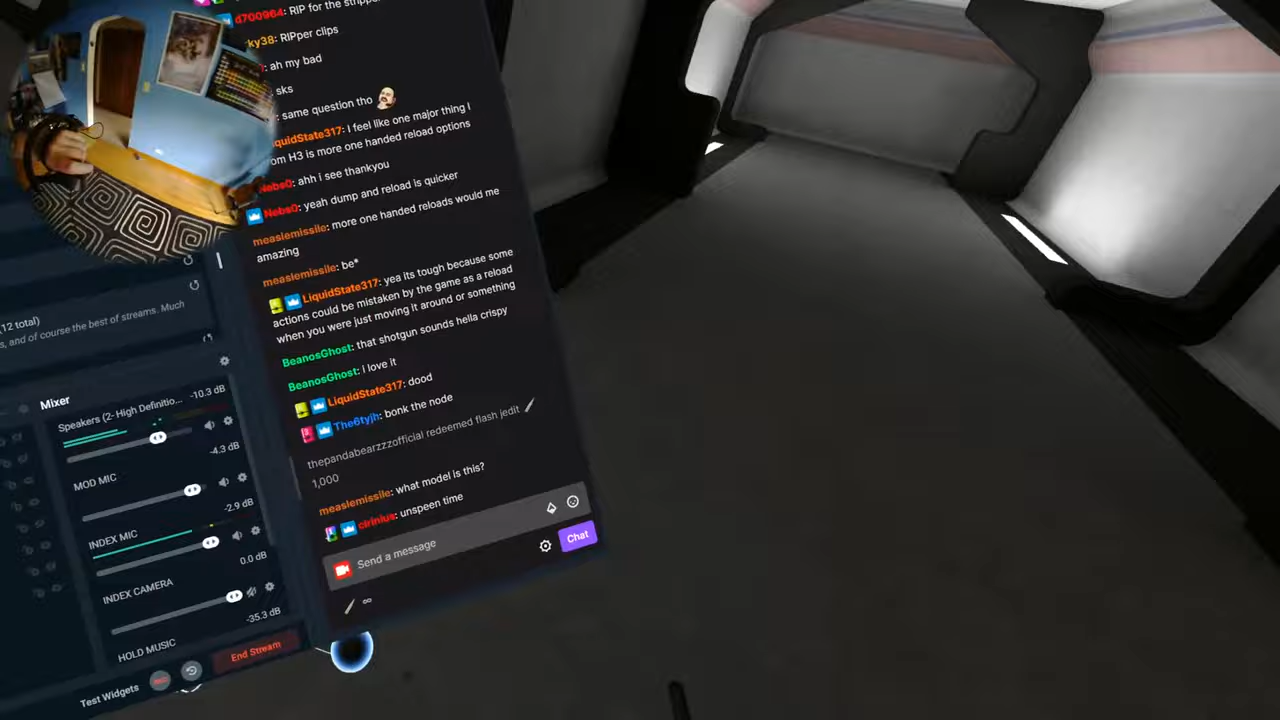 d700964: RIP for the stripper
ky38: RIPper clips
ah my bad
sks
same question tho
iquidState317: I feel like one major thing I
om H3 is more one handed reload options
Nebs0: ahh i see thankyou
Nebs0: yeah dump and reload is quicker
measlemissile: more one handed reloads would me
amazing
measlemissile: be*
LiquidState317: yea its tough because some
actions could be mistaken by the game as a reload
when you were just moving it around or something
BeanosGhost: that shotgun sounds hella crispy
BeanosGhost: I love it
LiquidState317: dood
The6tyjh: bonk the node
thepandabearzzzofficial redeemed flash jedit
1,000
measlemissile: what model is this?
cirinius: unspeen time
Send a message
Chat
∞
(12 total)
s, and of course the best of streams. Much
Mixer
Speakers (2- High Definitio...
-10.3 dB
MOD MIC
-4.3 dB
INDEX MIC
-2.9 dB
INDEX CAMERA
0.0 dB
HOLD MUSIC
-35.3 dB
Test Widgets
REC
End Stream